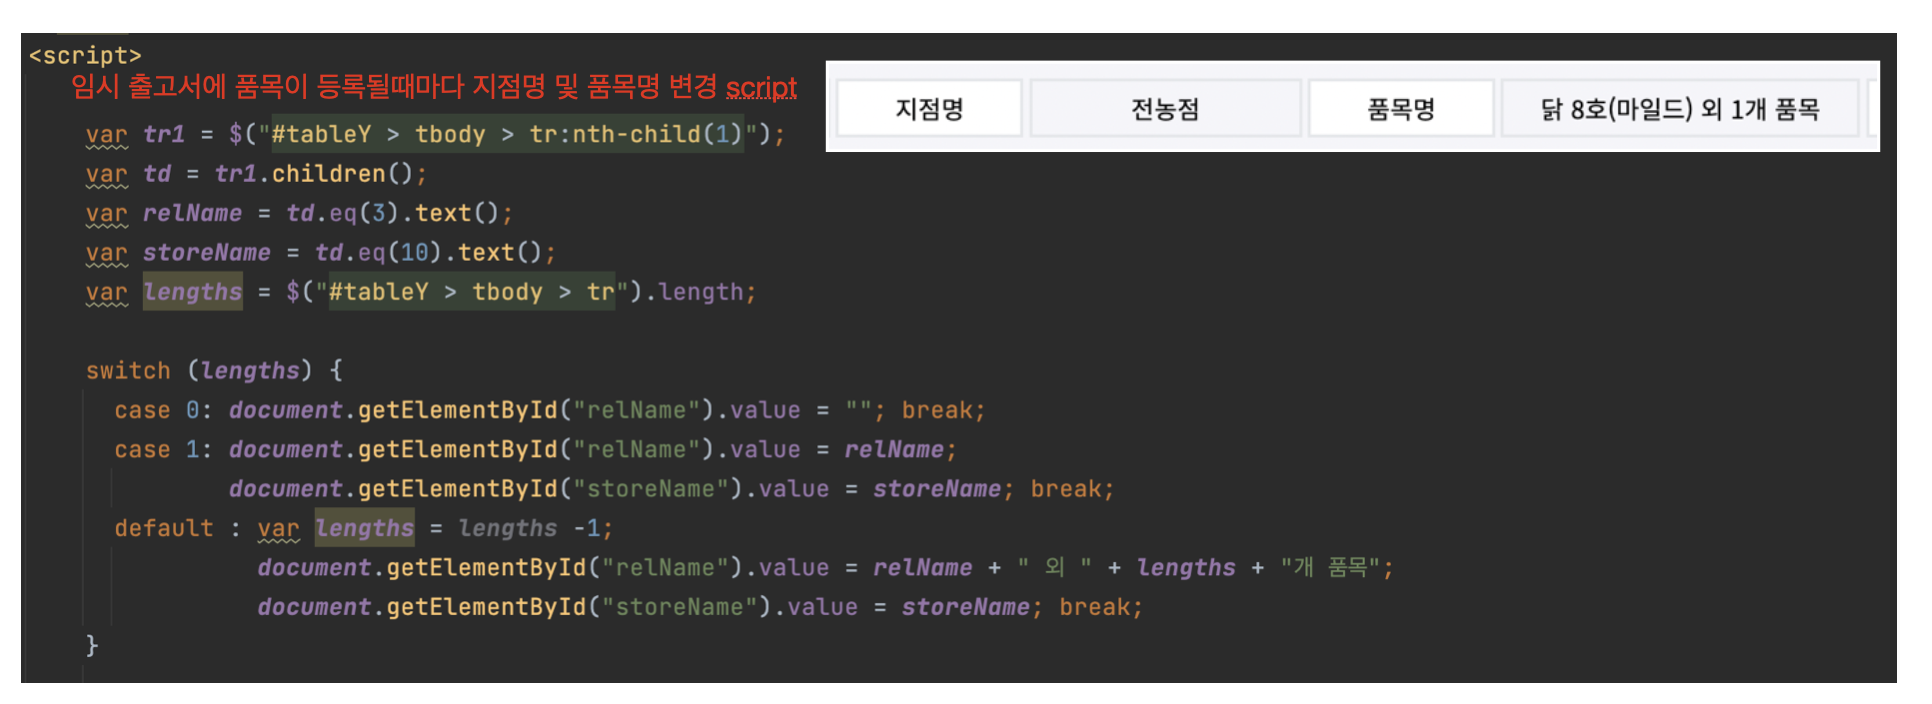 <script>
임시 출고서에 품목이 등록될때마다 지점명 및 품목명 변경 script
지점명 전농점 품목명 닭 8호(마일드) 외 1개 품목
var tr1 = $("#tableY > tbody > tr:nth-child(1)");
var td = tr1.children();
var relName = td.eq(3).text();
var storeName = td.eq(10).text();
var lengths = $("#tableY > tbody > tr").length;
switch (lengths) {
case 0: document.getElementById("relName").value = ""; break;
case 1: document.getElementById("relName").value = relName;
document.getElementById("storeName").value = storeName; break;
default : var lengths = lengths -1;
document.getElementById("relName").value = relName + " 외 " + lengths + "개 품목";
document.getElementById("storeName").value = storeName; break;
}